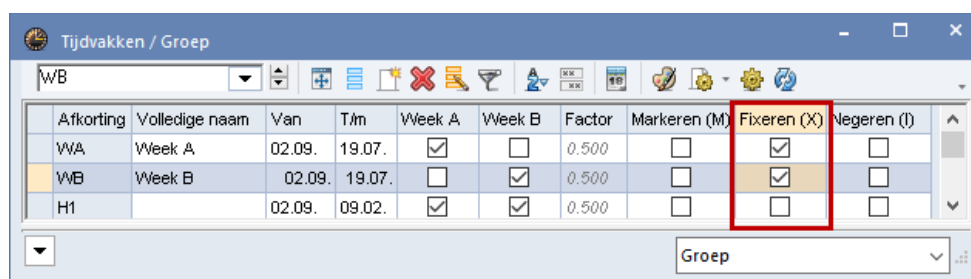 Tijdvakken / Groep
WB
Afkorting Volledige naam Van T/m Week A Week B Factor Markeren (M) Fixeren (X) Negeren (I)
WA Week A 02.09. 19.07. 0.500
WB Week B 02.09. 19.07. 0.500
H1 02.09. 09.02. 0.500
Groep